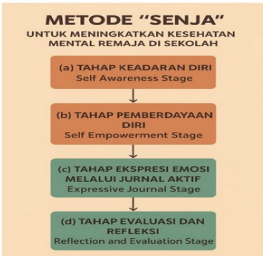 METODE “SENJA”
UNTUK MENINGKATKAN KESEHATAN
MENTAL REMAJA DI SEKOLAH
(a) TAHAP KEADARAN DIRI
Self Awareness Stage
(b) TAHAP PEMBERDAYAAN
DIRI
Self Empowerment Stage
(c) TAHAP EKSPRESI EMOSI
MELALUI JURNAL AKTIF
Expressive Journal Stage
(d) TAHAP EVALUASI DAN
REFLEKSI
Reflection and Evaluation Stage